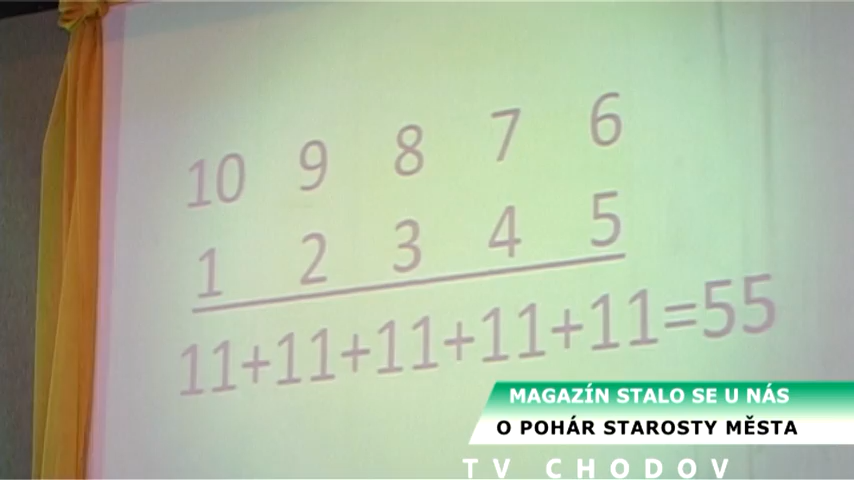 10 9 8 7 6
1 2 3 4 5
11+11+11+11+11=55
MAGAZÍN STALO SE U NÁS
O POHÁR STAROSTY MĚSTA
TV CHODOV